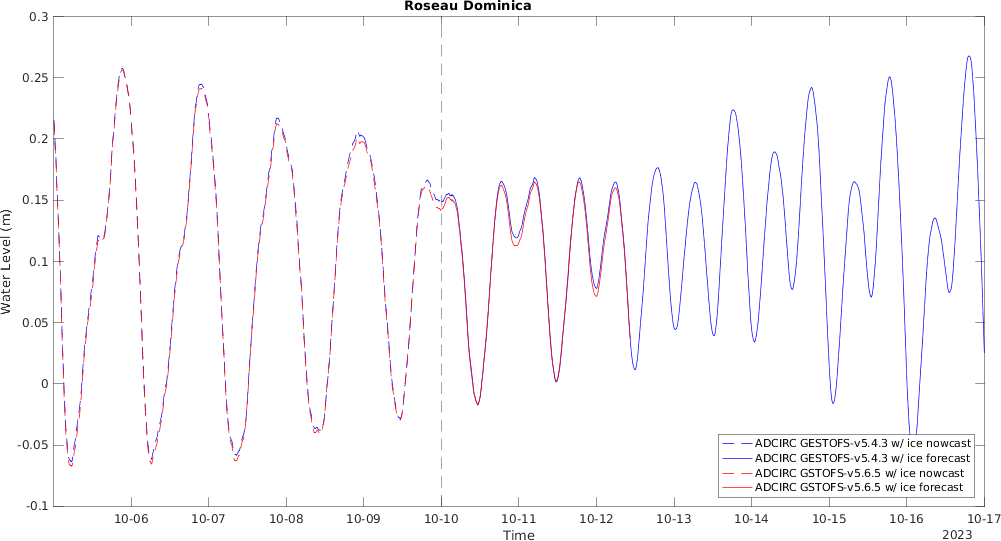 Roseau Dominica
0.3
0.25
0.2
0.15
0.1
0.05
0
-0.05
-0.1
Water Level (m)
10-06 10-07 10-08 10-09 10-10 10-11 10-12 10-13 10-14 10-15 10-16 10-17
Time
2023
ADCIRC GESTOFS-v5.4.3 w/ ice nowcast
ADCIRC GESTOFS-v5.4.3 w/ ice forecast
ADCIRC GSTOFS-v5.6.5 w/ ice nowcast
ADCIRC GSTOFS-v5.6.5 w/ ice forecast